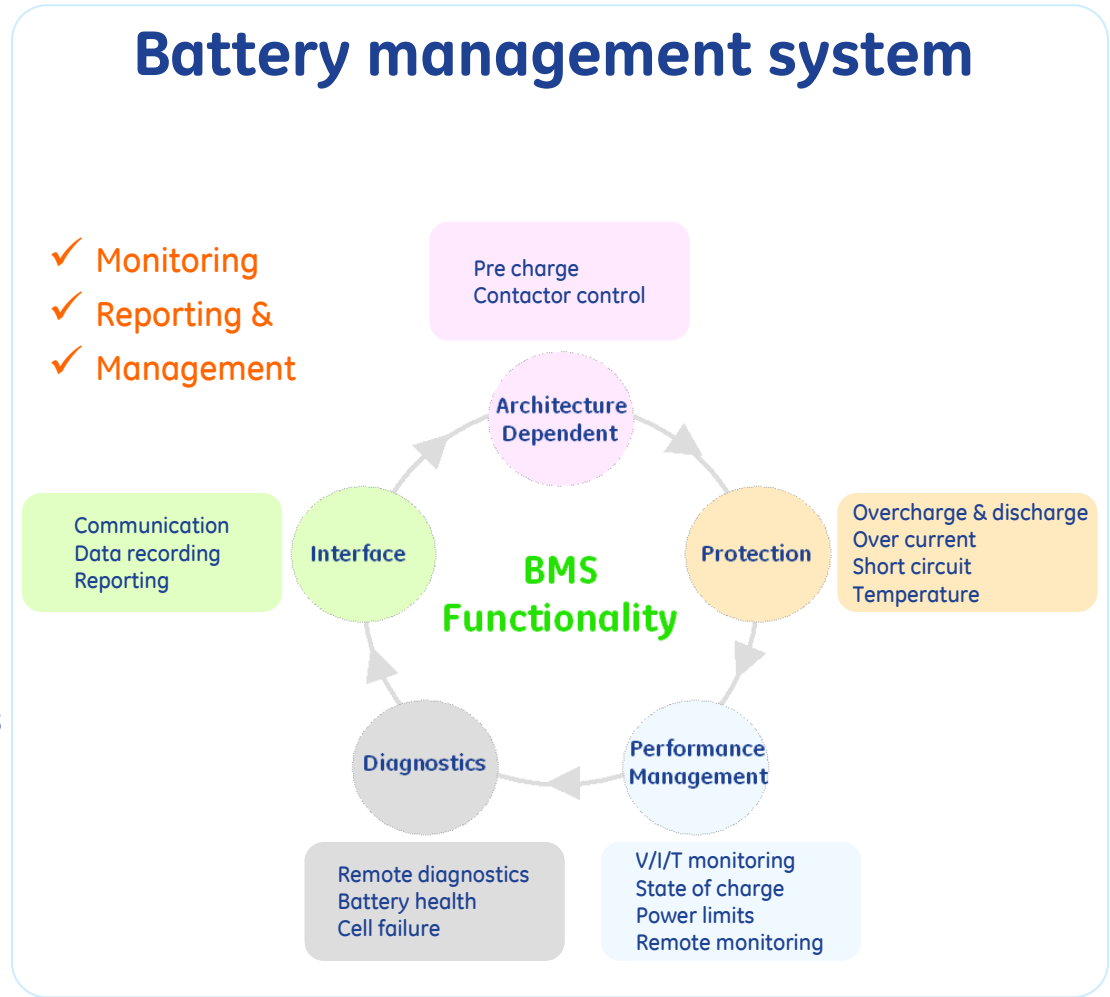 Battery management system
✓ Monitoring
✓ Reporting &
✓ Management
Pre charge
Contactor control
Architecture
Dependent
Communication
Data recording
Reporting
Interface
BMS
Functionality
Protection
Overcharge & discharge
Over current
Short circuit
Temperature
Diagnostics
Performance
Management
Remote diagnostics
Battery health
Cell failure
V/I/T monitoring
State of charge
Power limits
Remote monitoring